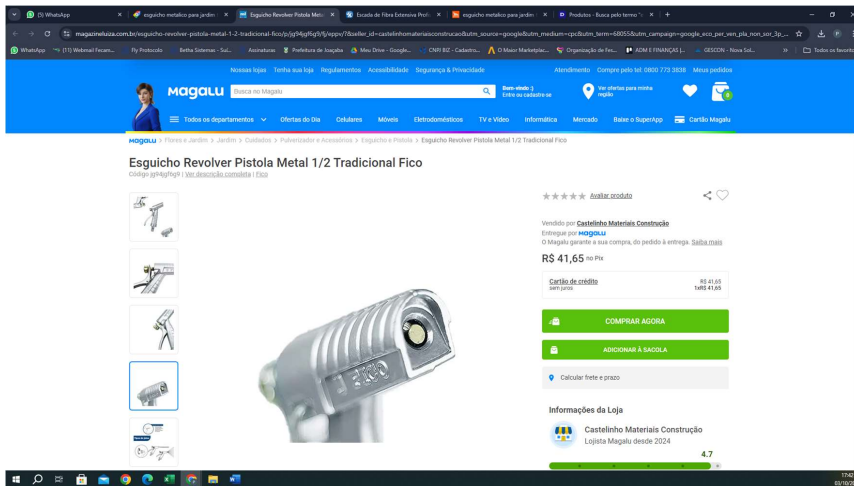 (5) WhatsApp
esguicho metalico para jardim
Esguicho Revolver Pistola Meta
Escada de Fibra Extensiva Profi
esguicho metalico para jardim
Produtos - Busca pelo termo "s
magazineluiza.com.br/esguicho-revolver-pistola-metal-1-2-tradicional-fico/p/jg94jgf6g9/fj/eppv/?&seller_id=castelinhomateriaisconstrucao&utm_source=google&utm_medium=cpc&utm_term=68055&utm_campaign=google_eco_per_ven_pla_non_sor_3p_...
WhatsApp
(11) Webmail Fecam...
Fly Protocolo
Betha Sistemas - Sui...
Assinaturas
Prefeitura de Joaçaba
Meu Drive - Google...
CNPJ BIZ - Cadastro...
O Maior Marketplac...
Organização de Fes...
ADM E FINANÇAS |...
GESCON - Nova Sol...
Todos os favoritos
Nossas lojas Tenha sua loja Regulamentos Acessibilidade Segurança & Privacidade
Atendimento Compre pelo tel: 0800 773 3838 Meus pedidos
Magalu
Busca no Magalu
Bem-vindo :)
Entre ou cadastre-se
Ver ofertas para minha
região
0
Todos os departamentos Ofertas do Dia Celulares Móveis Eletrodomésticos TV e Vídeo Informática Mercado Baixe o SuperApp Cartão Magalu
Magalu > Flores e Jardim > Jardim > Cuidados > Pulverizador e Acessórios > Esguicho e Pistola > Esguicho Revolver Pistola Metal 1/2 Tradicional Fico
Esguicho Revolver Pistola Metal 1/2 Tradicional Fico
Código jg94jgf6g9 | Ver descrição completa | Fico
Avaliar produto
Vendido por Castelinho Materiais Construção
Entregue por Magalu
O Magalu garante a sua compra, do pedido à entrega. Saiba mais
R$ 41,65 no Pix
Cartão de crédito
sem juros
R$ 41,65
1xR$ 41,65
COMPRAR AGORA
ADICIONAR À SACOLA
Calcular frete e prazo
FICO
Informações da Loja
Castelinho Materiais Construção
Lojista Magalu desde 2024
4.7
17:42